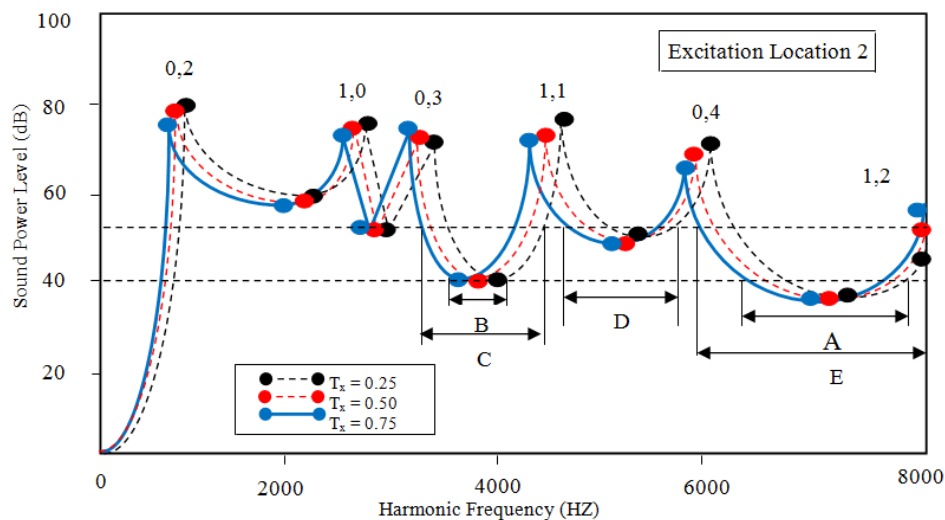 100
80
60
40
20
Sound Power Level (dB)
Excitation Location 2
0,2
1,0
0,3
1,1
0,4
1,2
B
C
D
A
E
Tx = 0.25
Tx = 0.50
Tx = 0.75
0
2000
4000
6000
8000
Harmonic Frequency (HZ)